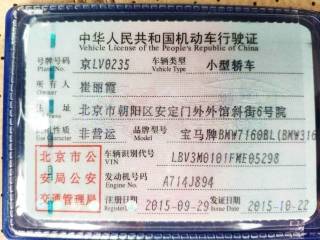 中华人民共和国机动车行驶证
Vehicle License of the People's Republic of China
号牌号码 京LV0235 车辆类型 小型轿车
Plate No. Vehicle Type
所有人 崔丽霞
Owner
住 址 北京市朝阳区安定门外外馆斜街6号院
使用性质 非营运 品牌型号 宝马牌BMW7160BL(BMW316
北京市公安局公安交通管理局
车辆识别代号 LBV3M0101FME05298
VIN
发动机号码 A714J894
Engine No.
注册日期 2015-09-29 发证日期 2015-10-22
Issue Date